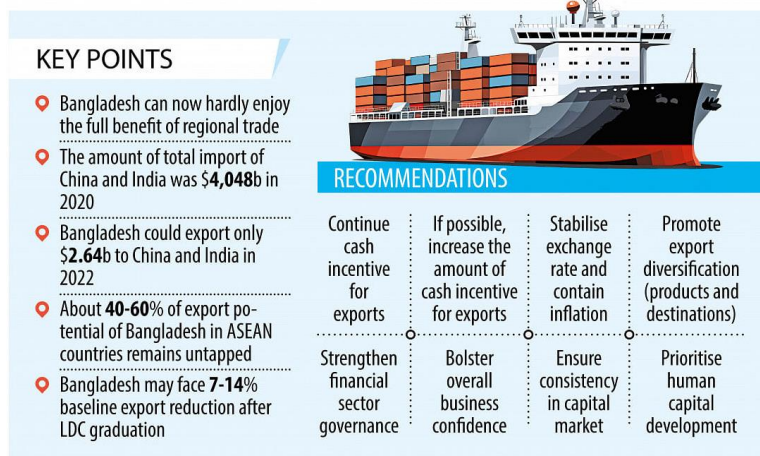 KEY POINTS
Bangladesh can now hardly enjoy
the full benefit of regional trade
The amount of total import of
China and India was $4,048b in
2020
Bangladesh could export only
$2.64b to China and India in
2022
About 40-60% of export po-
tential of Bangladesh in ASEAN
countries remains untapped
Bangladesh may face 7-14%
baseline export reduction after
LDC graduation
RECOMMENDATIONS
Continue
cash
incentive
for
exports
If possible,
increase the
amount of
cash incentive
for exports
Stabilise
exchange
rate and
contain
inflation
Promote
export
diversification
(products and
destinations)
Strengthen
financial
sector
governance
Bolster
overall
business
confidence
Ensure
consistency
in capital
market
Prioritise
human
capital
development